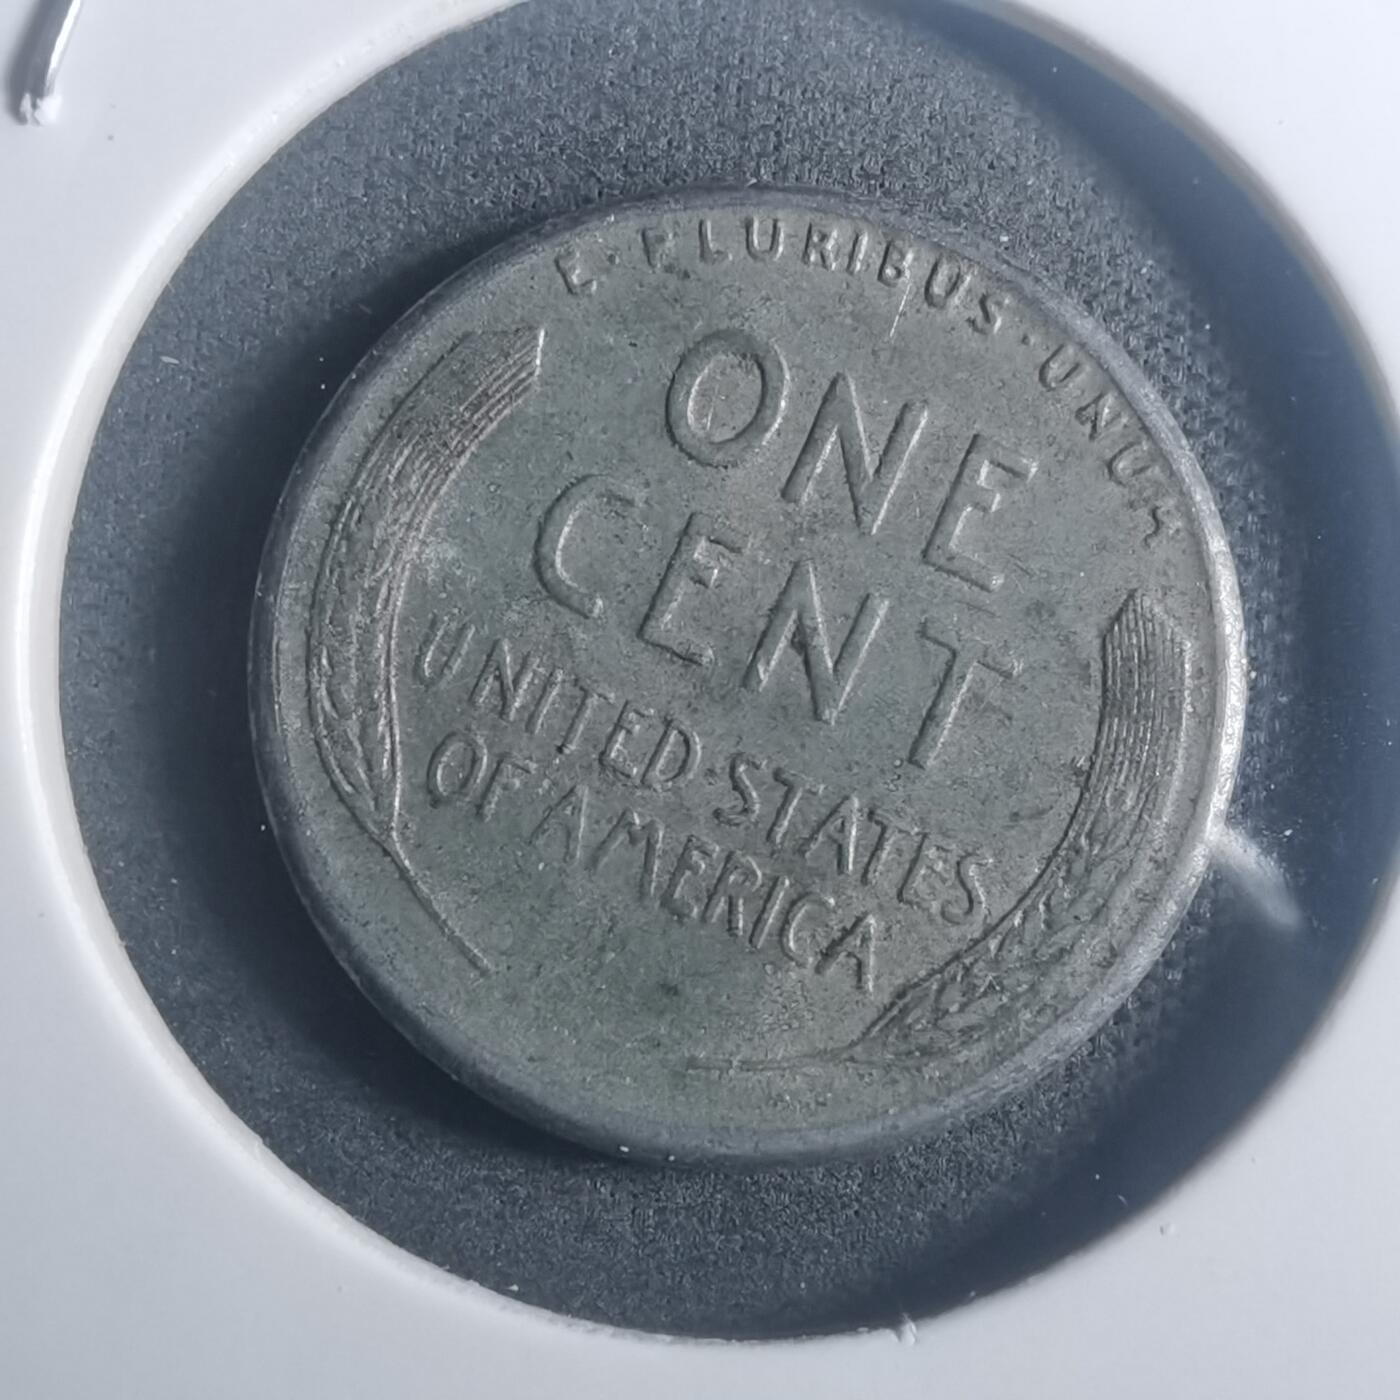 E·PLURIBUS·UNUM
ONE
CENT
UNITED·STATES
OF·AMERICA